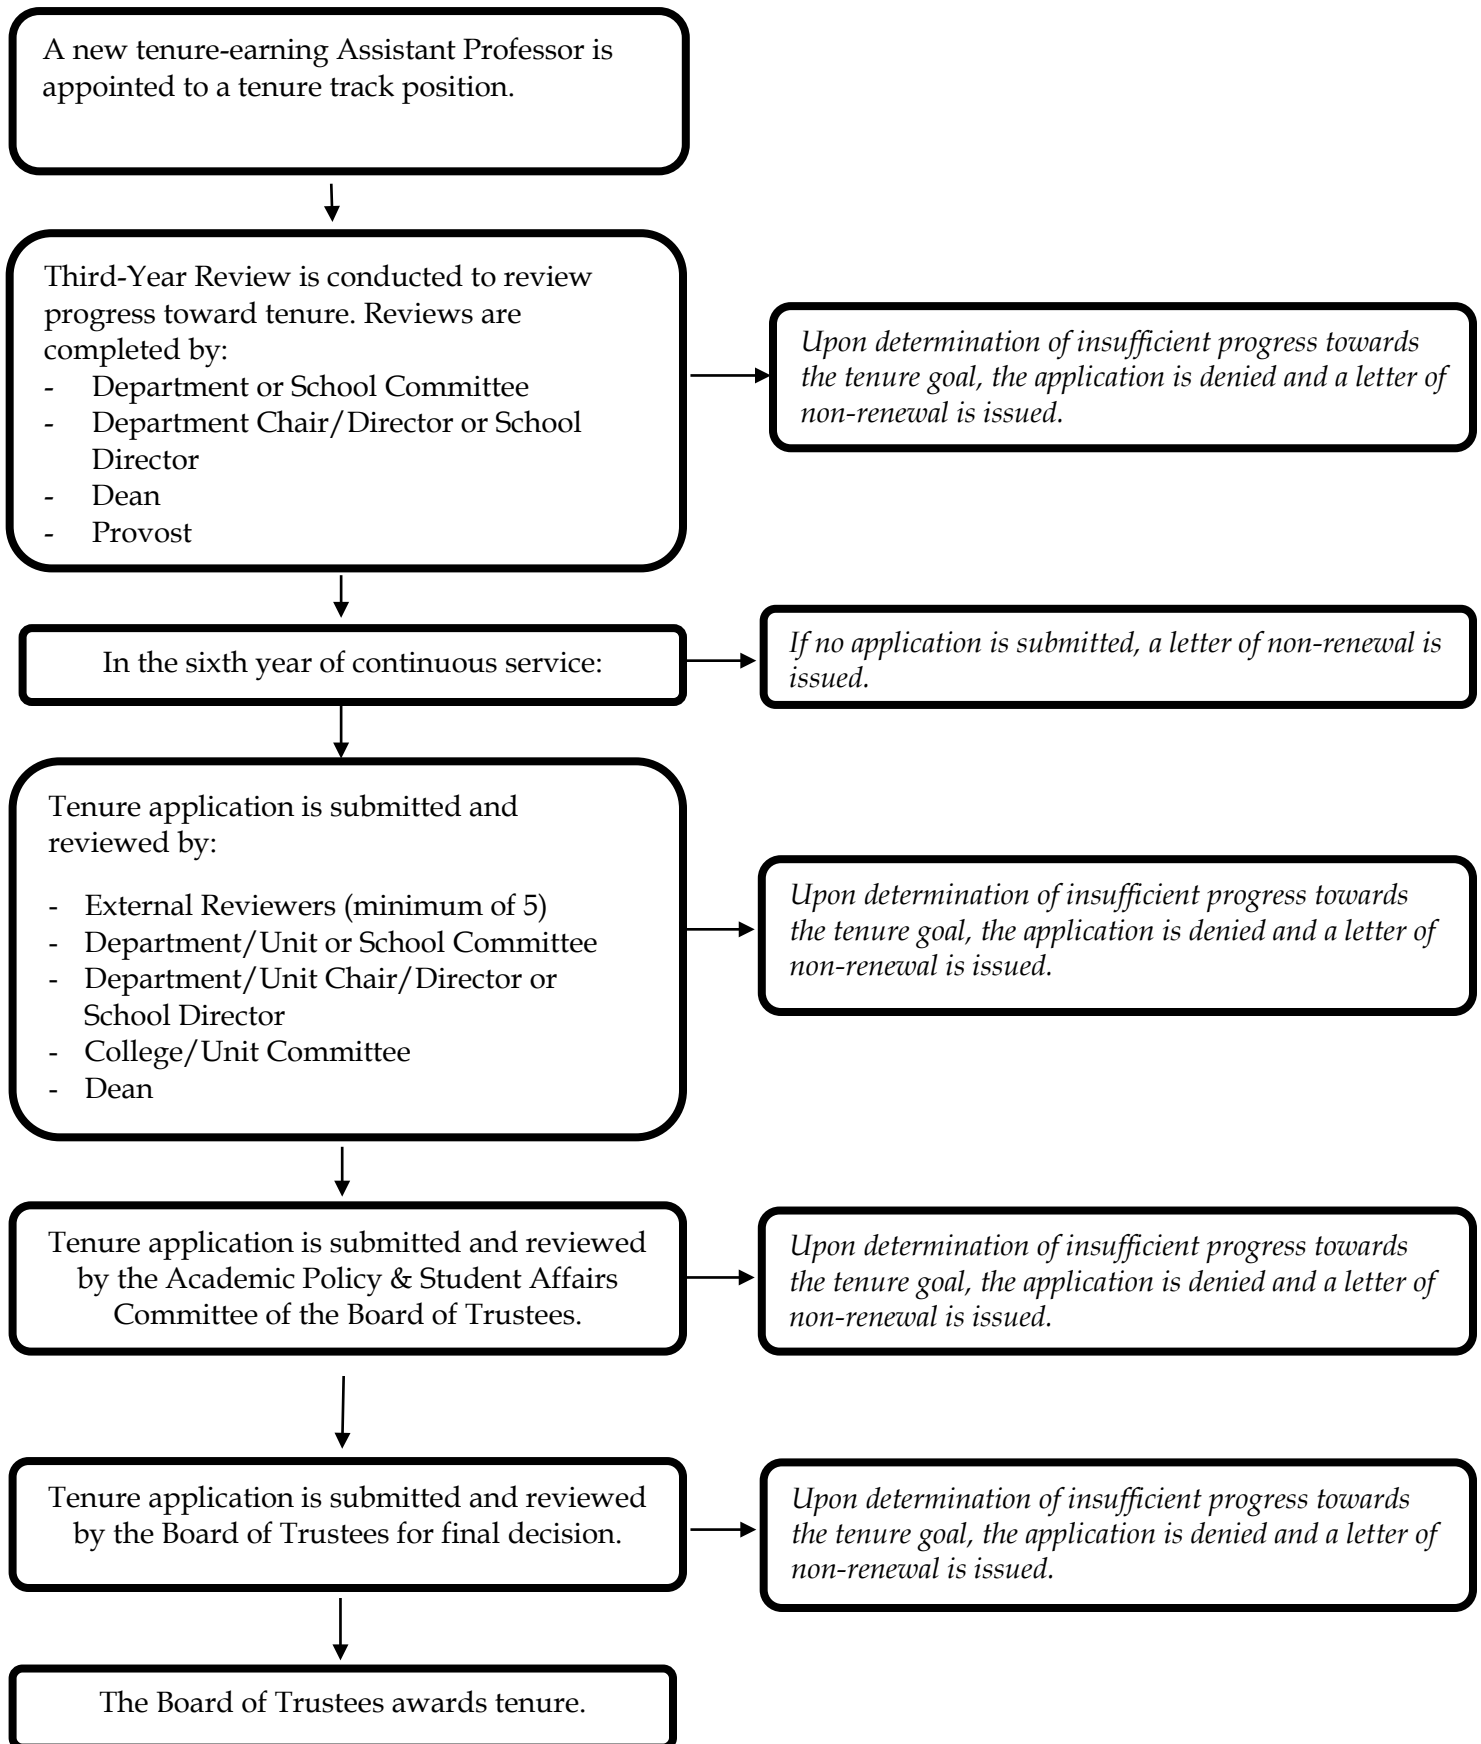 A new tenure-earning Assistant Professor is
appointed to a tenure track position.
Third-Year Review is conducted to review
progress toward tenure. Reviews are
completed by:
- Department or School Committee
- Department Chair/Director or School
Director
- Dean
- Provost
Upon determination of insufficient progress towards
the tenure goal, the application is denied and a letter of
non-renewal is issued.
In the sixth year of continuous service:
If no application is submitted, a letter of non-renewal is
issued.
Tenure application is submitted and
reviewed by:
- External Reviewers (minimum of 5)
- Department/Unit or School Committee
- Department/Unit Chair/Director or
School Director
- College/Unit Committee
- Dean
Upon determination of insufficient progress towards
the tenure goal, the application is denied and a letter of
non-renewal is issued.
Tenure application is submitted and reviewed
by the Academic Policy & Student Affairs
Committee of the Board of Trustees.
Upon determination of insufficient progress towards
the tenure goal, the application is denied and a letter of
non-renewal is issued.
Tenure application is submitted and reviewed
by the Board of Trustees for final decision.
Upon determination of insufficient progress towards
the tenure goal, the application is denied and a letter of
non-renewal is issued.
The Board of Trustees awards tenure.